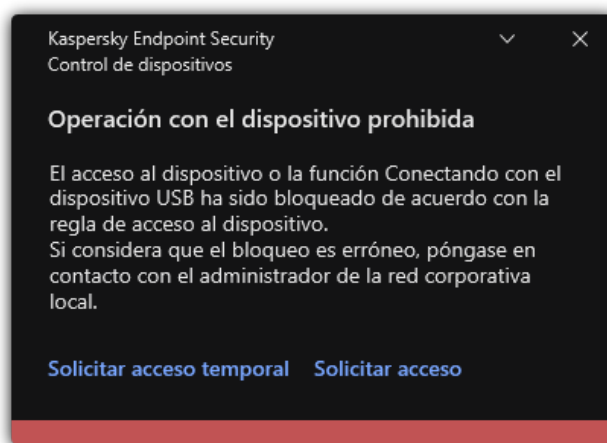 Kaspersky Endpoint Security
Control de dispositivos
Operación con el dispositivo prohibida
El acceso al dispositivo o la función Conectando con el
dispositivo USB ha sido bloqueado de acuerdo con la
regla de acceso al dispositivo.
Si considera que el bloqueo es erróneo, póngase en
contacto con el administrador de la red corporativa
local.
Solicitar acceso temporal Solicitar acceso